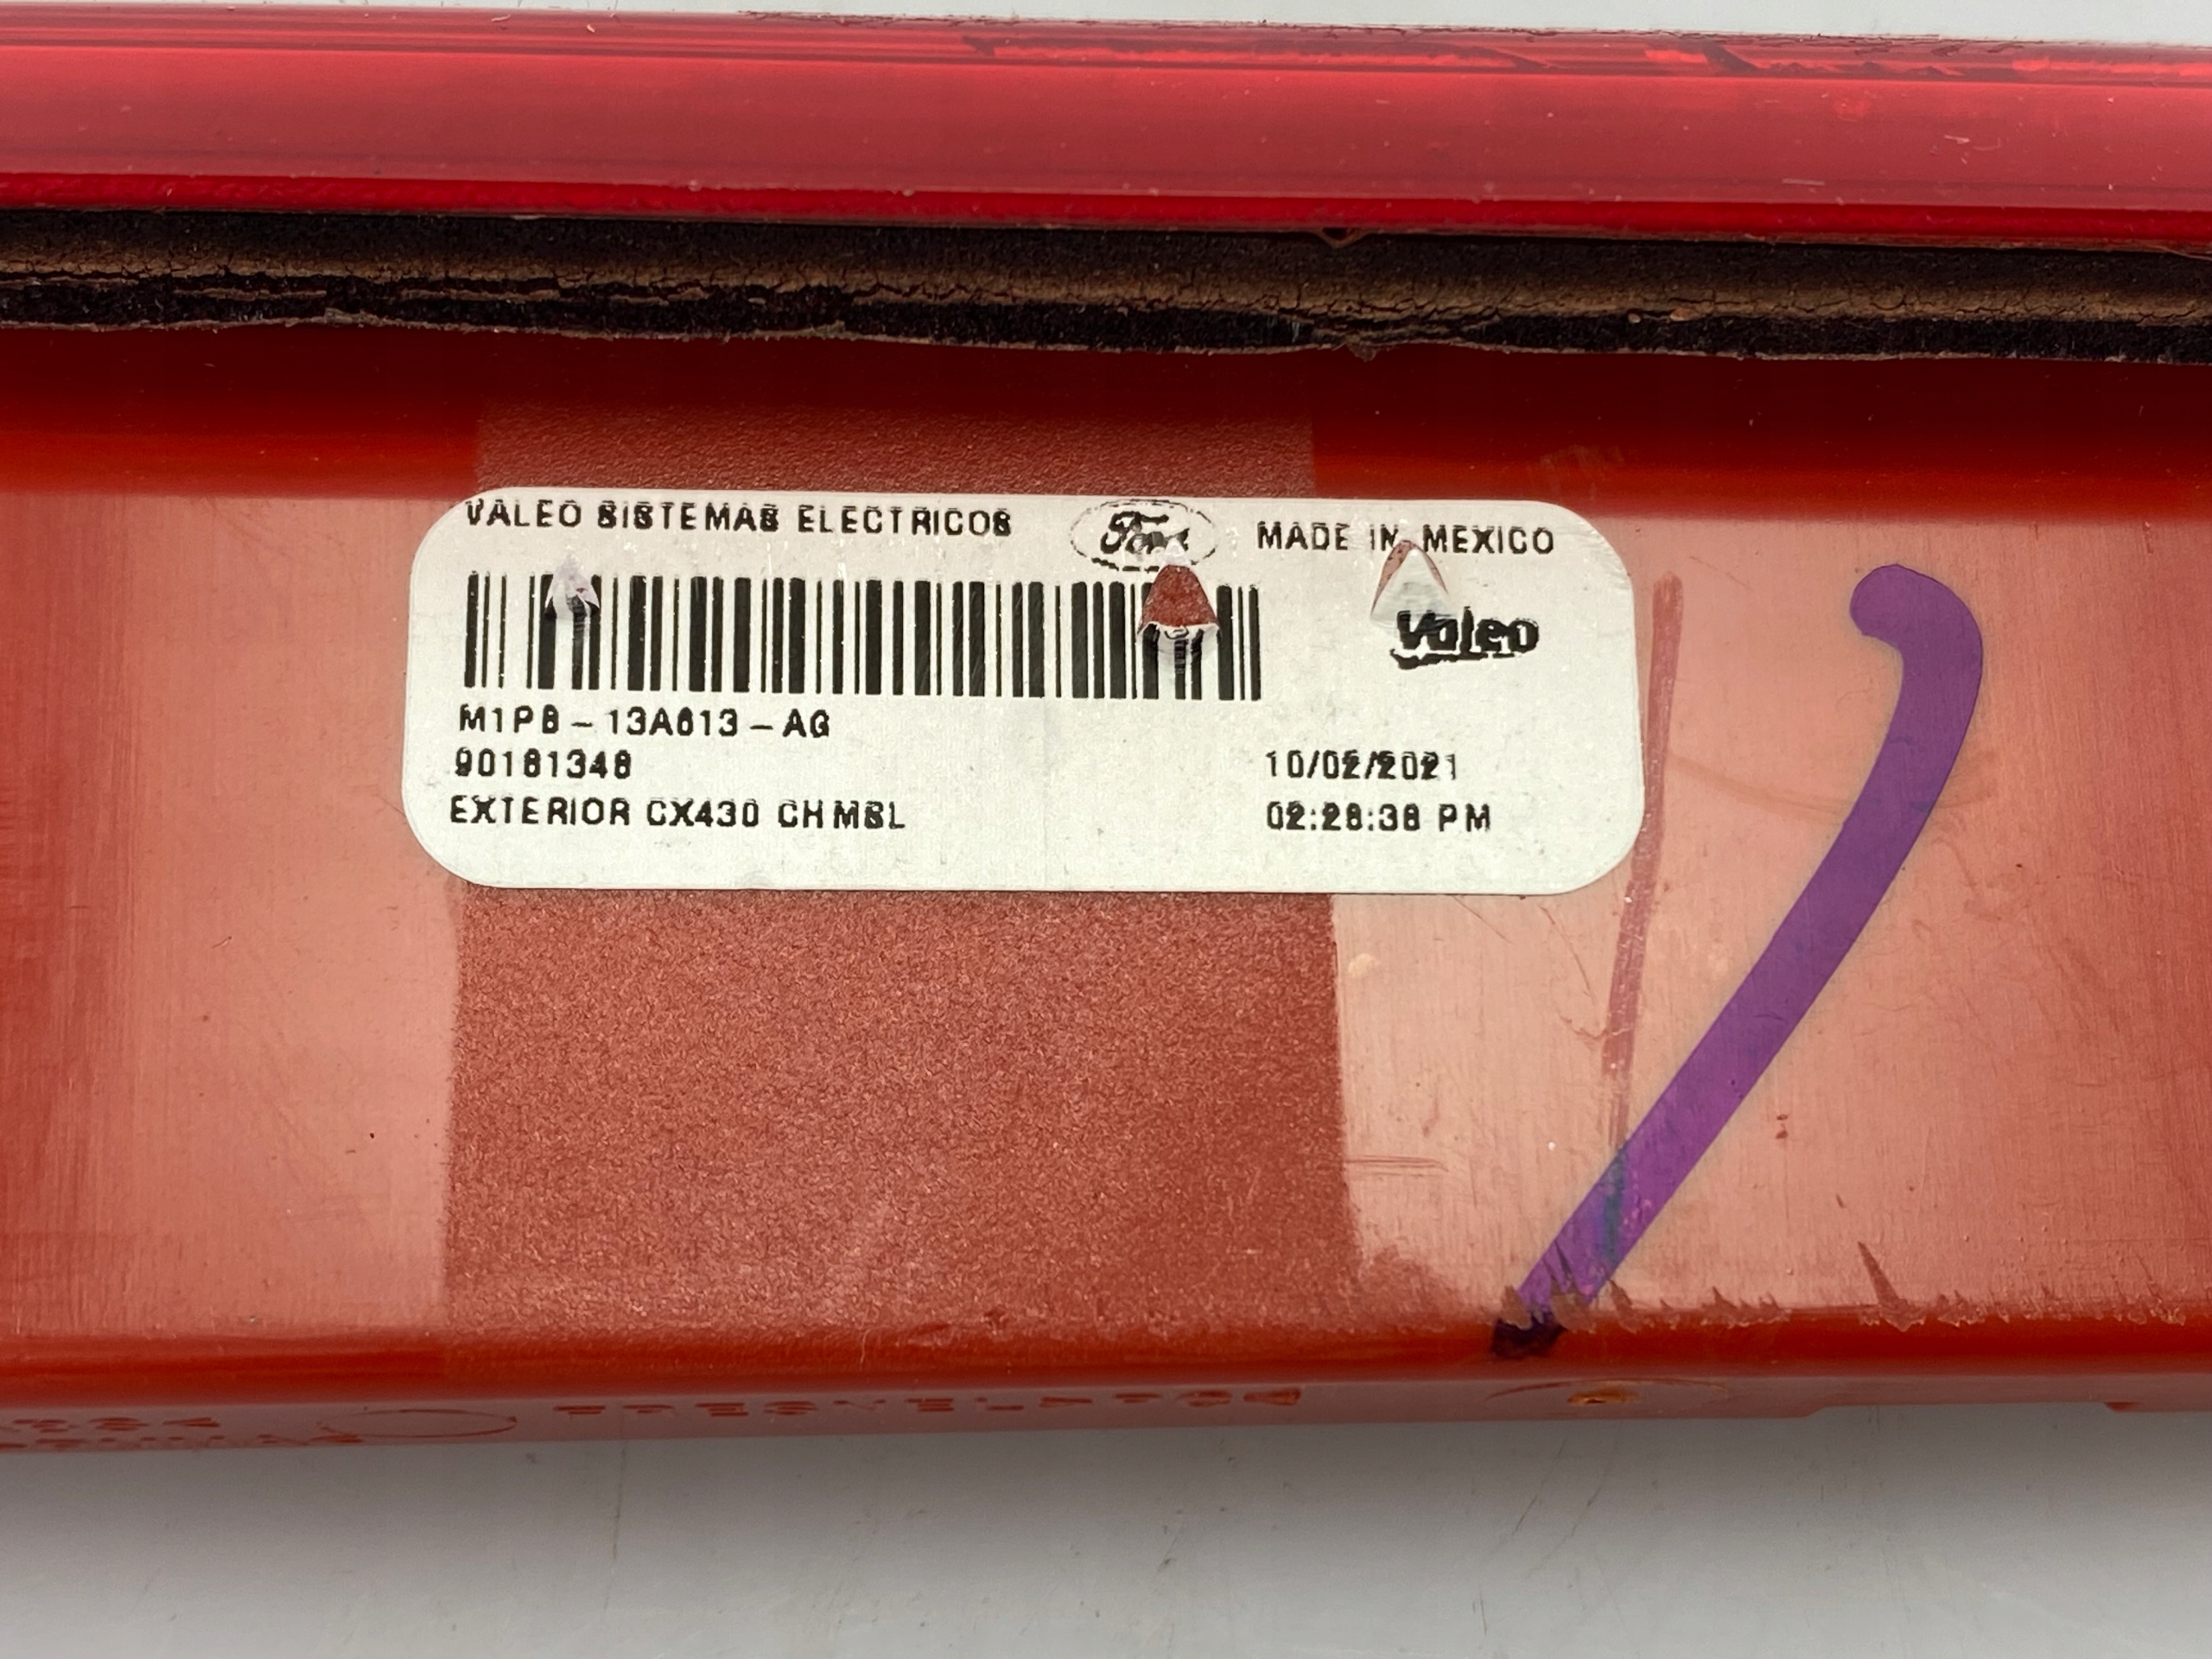 VALEO SISTEMAS ELECTRICOS
Ford
MADE IN MEXICO
Valeo
M1PB-13A613-AG
90181348
EXTERIOR CX430 CHMSL
10/02/2021
02:28:38 PM